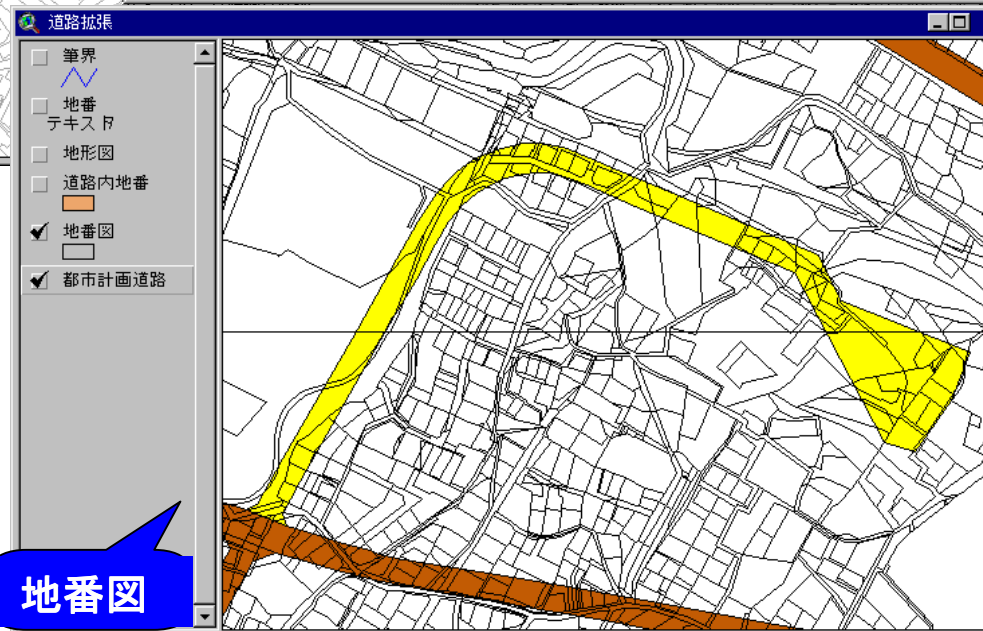 道路拡張
筆界
地番
テキスト
地形図
道路内地番
地番図
都市計画道路
地番図